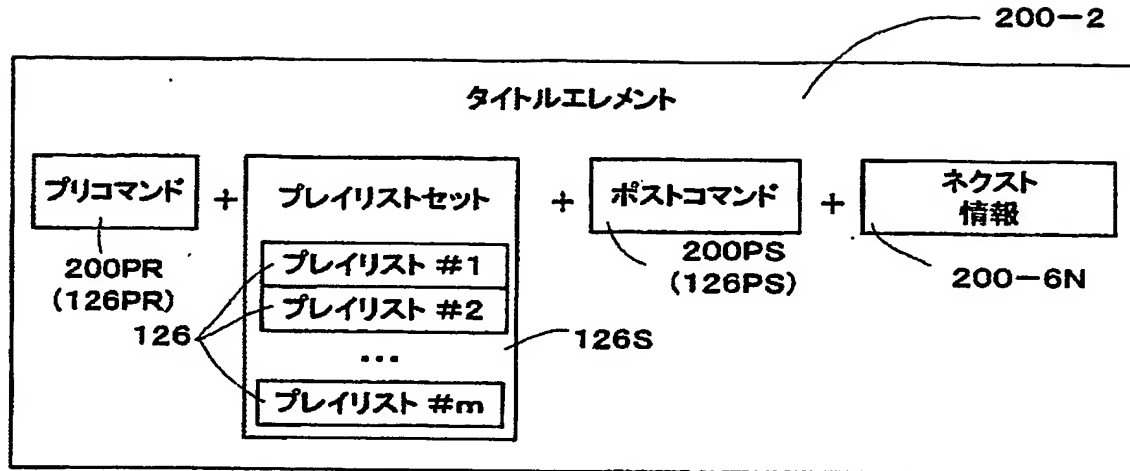 200-2
タイトルエレメント
プリコマンド + プレイリストセット + ポストコマンド + ネクスト
情報
200PR
(126PR)
プレイリスト #1
プレイリスト #2
...
プレイリスト #m
126
126S
200PS
(126PS)
200-6N